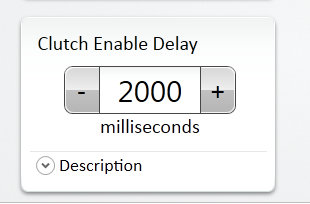 Clutch Enable Delay
- 2000 +
milliseconds
Description